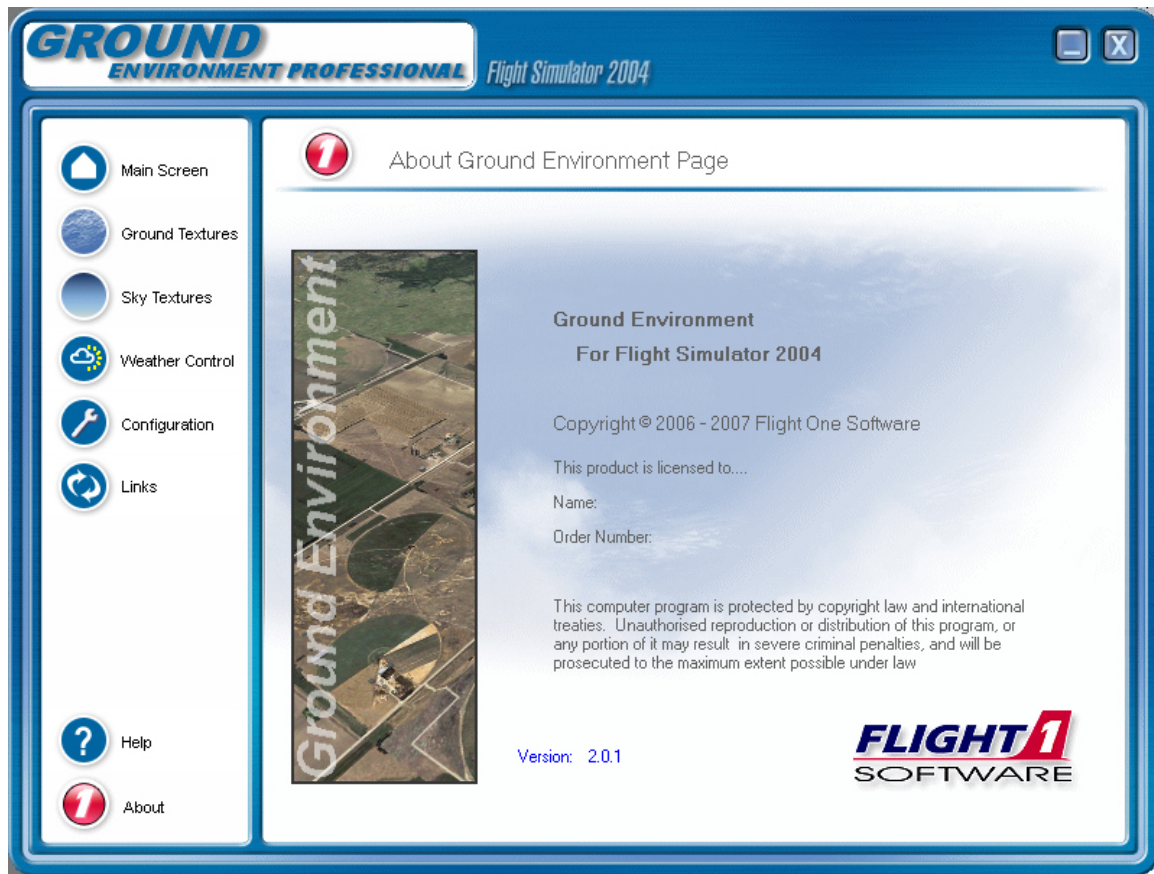 GROUND
ENVIRONMENT PROFESSIONAL
Flight Simulator 2004
X
Main Screen
Ground Textures
Sky Textures
Weather Control
Configuration
Links
? Help
1 About
1 About Ground Environment Page
Ground Environment
Ground Environment
For Flight Simulator 2004
Copyright © 2006 - 2007 Flight One Software
This product is licensed to....
Name:
Order Number:
This computer program is protected by copyright law and international
treaties. Unauthorised reproduction or distribution of this program, or
any portion of it may result in severe criminal penalties, and will be
prosecuted to the maximum extent possible under law
Version: 2.0.1
FLIGHT1
SOFTWARE